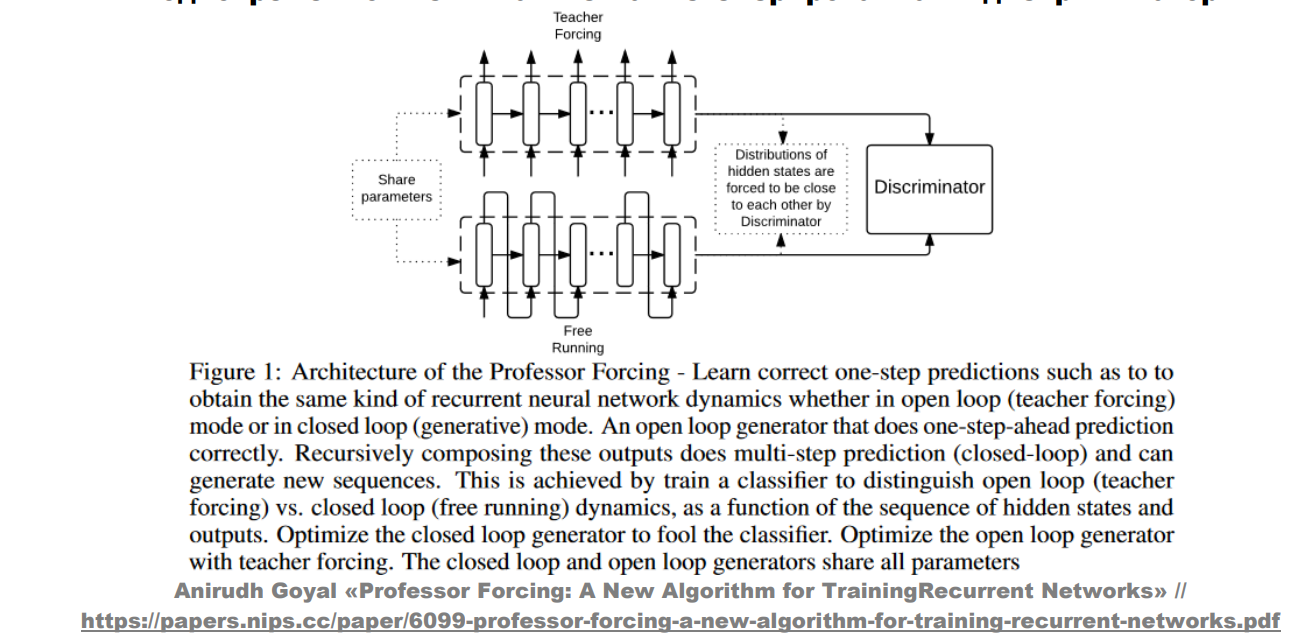 Teacher
Forcing
Share
parameters
Distributions of
hidden states are
forced to be close
to each other by
Discriminator
Discriminator
Free
Running
Figure 1: Architecture of the Professor Forcing - Learn correct one-step predictions such as to to
obtain the same kind of recurrent neural network dynamics whether in open loop (teacher forcing)
mode or in closed loop (generative) mode. An open loop generator that does one-step-ahead prediction
correctly. Recursively composing these outputs does multi-step prediction (closed-loop) and can
generate new sequences. This is achieved by train a classifier to distinguish open loop (teacher
forcing) vs. closed loop (free running) dynamics, as a function of the sequence of hidden states and
outputs. Optimize the closed loop generator to fool the classifier. Optimize the open loop generator
with teacher forcing. The closed loop and open loop generators share all parameters
Anirudh Goyal «Professor Forcing: A New Algorithm for TrainingRecurrent Networks» //
https://papers.nips.cc/paper/6099-professor-forcing-a-new-algorithm-for-training-recurrent-networks.pdf